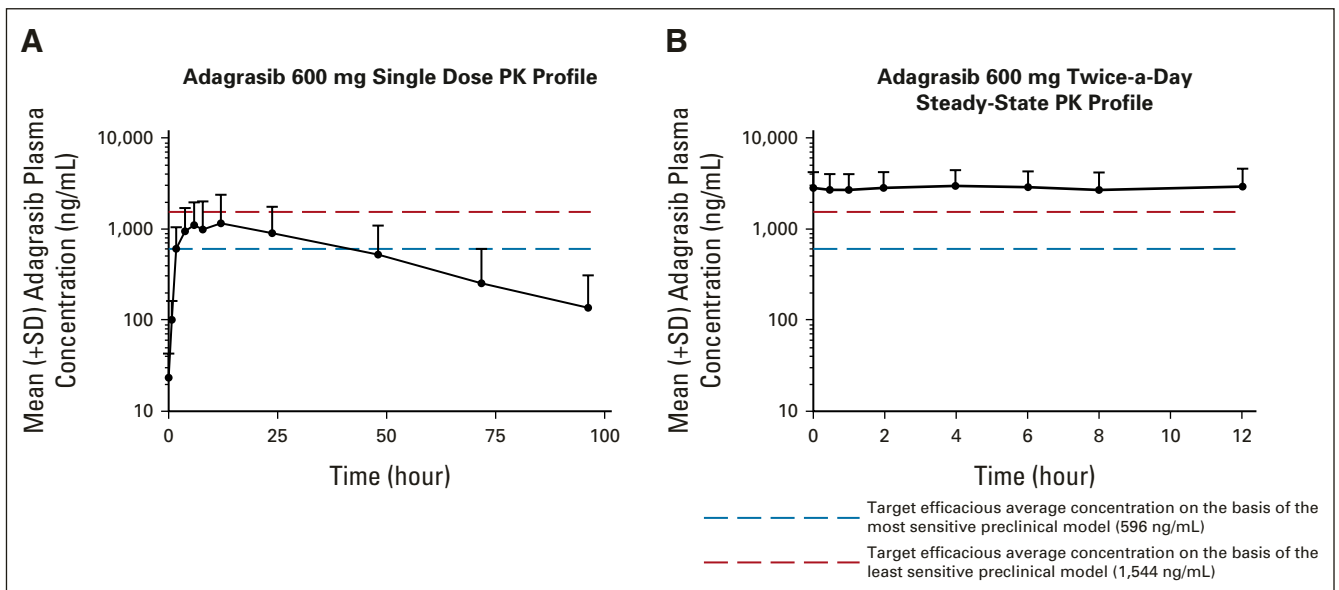 A
Adagrasib 600 mg Single Dose PK Profile
Mean (+SD) Adagrasib Plasma
Concentration (ng/mL)
10,000
1,000
100
10
0
25
50
75
100
Time (hour)
B
Adagrasib 600 mg Twice-a-Day
Steady-State PK Profile
Mean (+SD) Adagrasib Plasma
Concentration (ng/mL)
10,000
1,000
100
10
0
2
4
6
8
10
12
Time (hour)
Target efficacious average concentration on the basis of the
most sensitive preclinical model (596 ng/mL)
Target efficacious average concentration on the basis of the
least sensitive preclinical model (1,544 ng/mL)